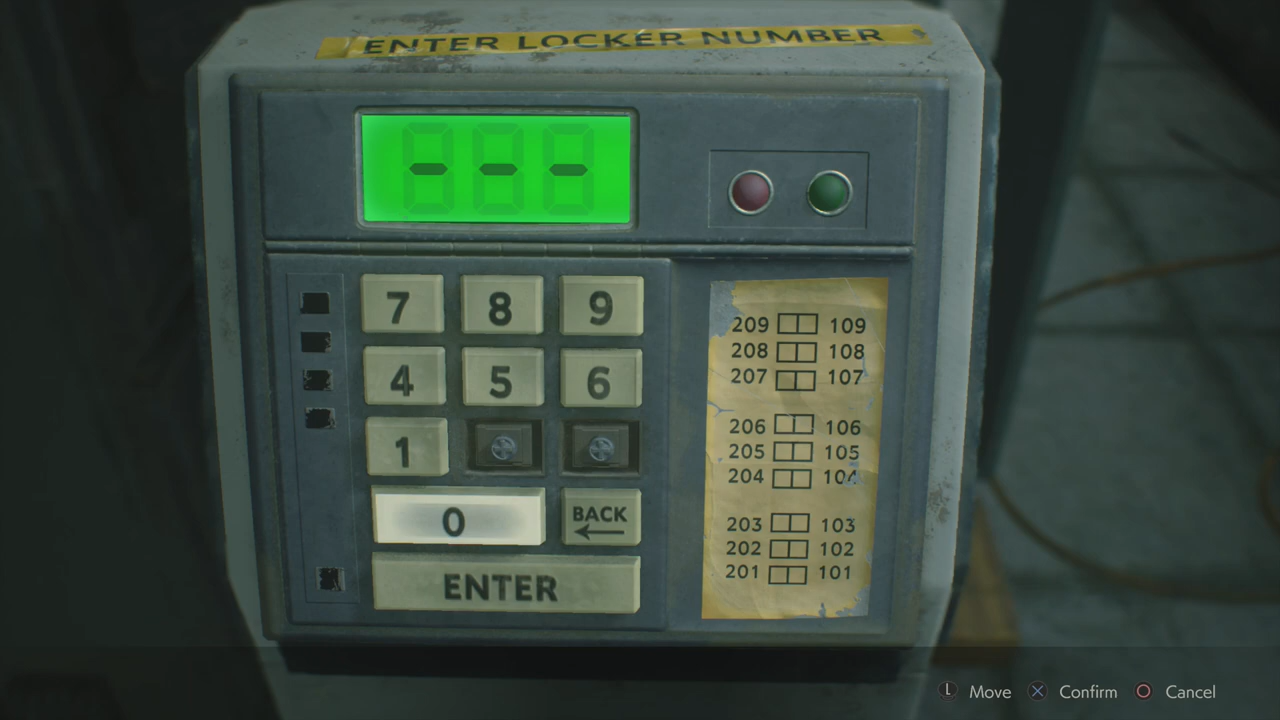 ENTER LOCKER NUMBER
- - -
7 8 9
4 5 6
1
0 BACK
ENTER
209 109
208 108
207 107
206 106
205 105
204 104
203 103
202 102
201 101
L Move Confirm Cancel